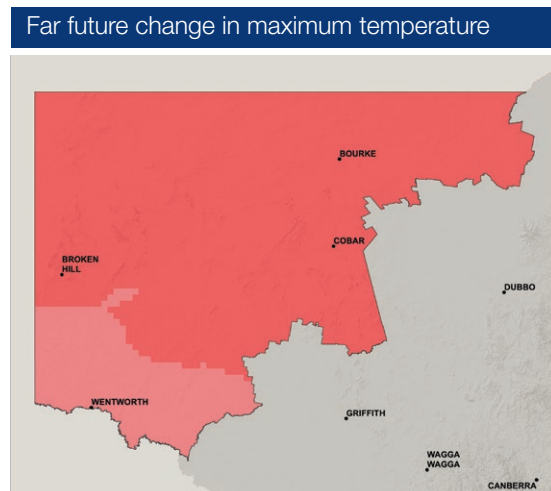 Far future change in maximum temperature
BOURKE
COBAR
BROKEN
HILL
DUBBO
WENTWORTH
GRIFFITH
WAGGA
WAGGA
CANBERRA